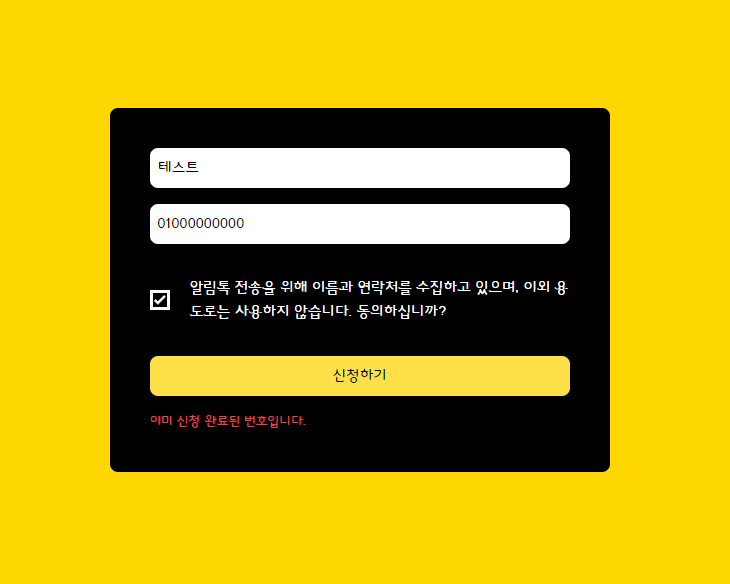 테스트
01000000000
알림톡 전송을 위해 이름과 연락처를 수집하고 있으며, 이외 용
도로는 사용하지 않습니다. 동의하십니까?
신청하기
이미 신청 완료된 번호입니다.